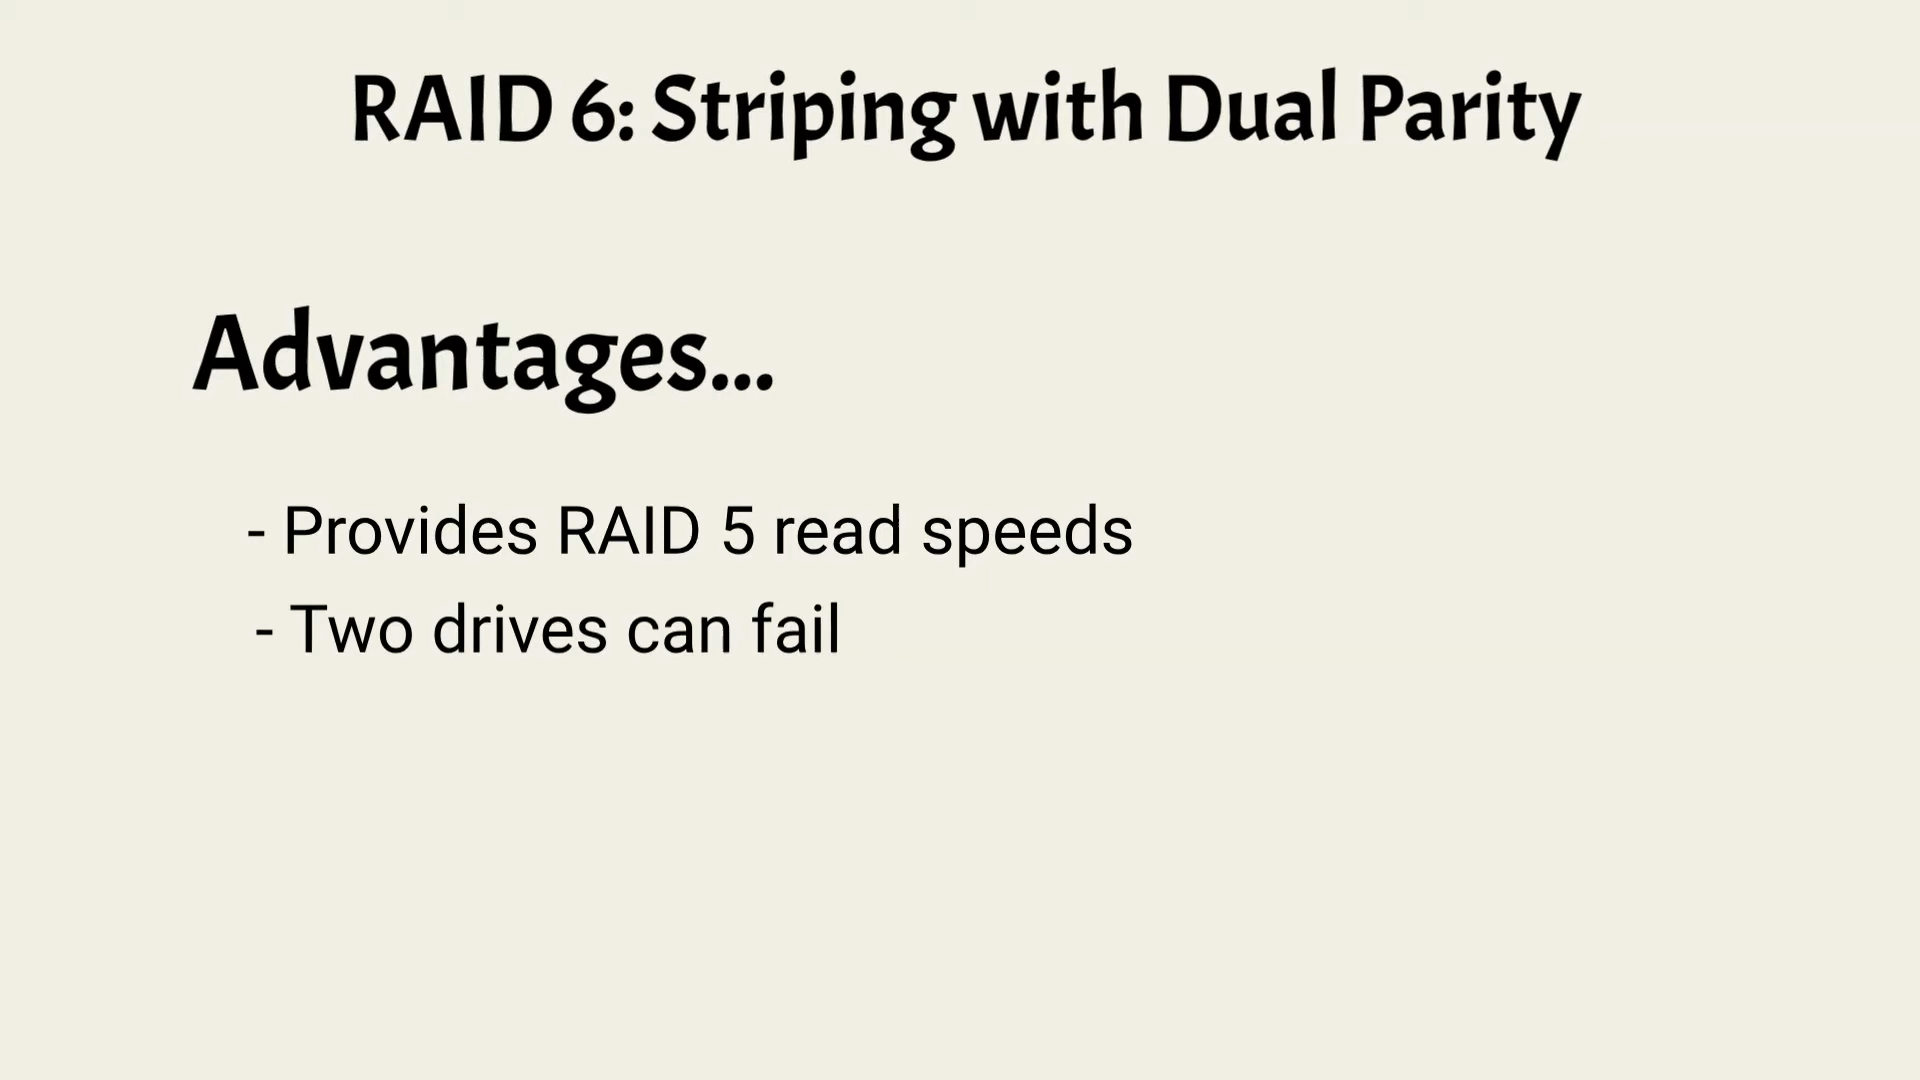 RAID 6: Striping with Dual Parity
Advantages...
- Provides RAID 5 read speeds
- Two drives can fail